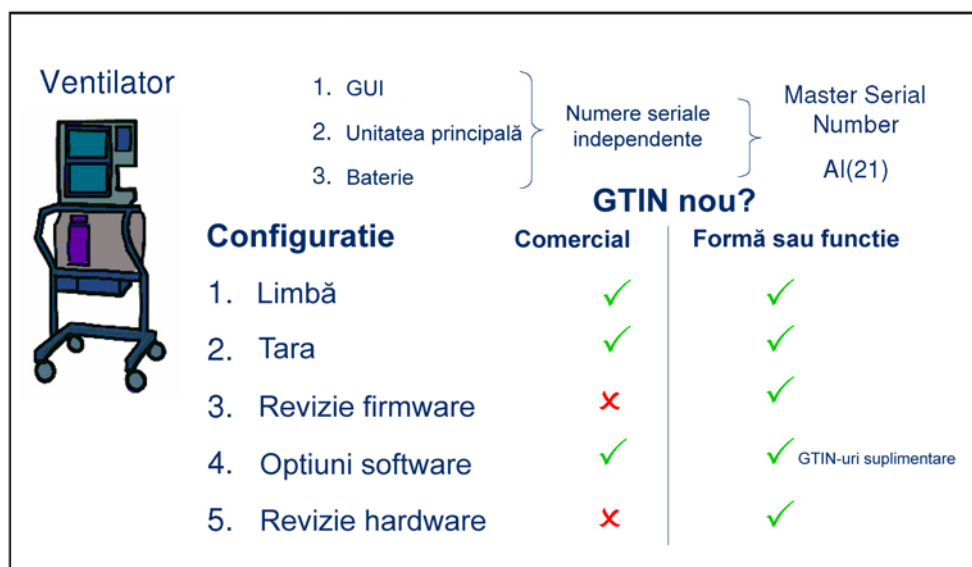 Ventilator
1. GUI
2. Unitatea principală
3. Baterie
Numere seriale
independente
Master Serial
Number
AI(21)
GTIN nou?
Configuratie
Comercial
Formă sau functie
1. Limbă
2. Tara
3. Revizie firmware
4. Optiuni software
GTIN-uri suplimentare
5. Revizie hardware